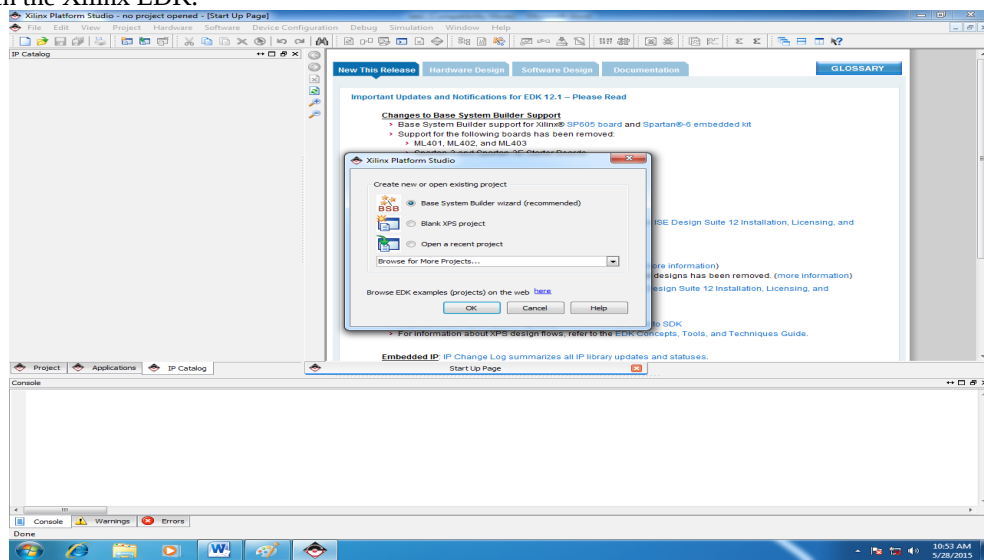 in the Xilinx EDK.
Xilinx Platform Studio - no project opened - [Start Up Page]
File Edit View Project Hardware Software Device Configuration Debug Simulation Window Help
IP Catalog
New This Release Hardware Design Software Design Documentation GLOSSARY
Important Updates and Notifications for EDK 12.1 – Please Read
Changes to Base System Builder Support
Base System Builder support for Xilinx® SP605 board and Spartan®-6 embedded kit
Support for the following boards has been removed:
ML401, ML402, and ML403
Xilinx Platform Studio
Create new or open existing project
BSB Base System Builder wizard (recommended)
Blank XPS project
ISE Design Suite 12 Installation, Licensing, and
Open a recent project
Browse for More Projects...
more information)
designs has been removed. (more information)
Design Suite 12 Installation, Licensing, and
Browse EDK examples (projects) on the web here
OK Cancel Help
to SDK
For information about XPS design flows, refer to the EDK Concepts, Tools, and Techniques Guide.
Embedded IP: IP Change Log summarizes all IP library updates and statuses.
Project Applications IP Catalog Start Up Page
Console
Console Warnings Errors
Done
10:53 AM
5/28/2015